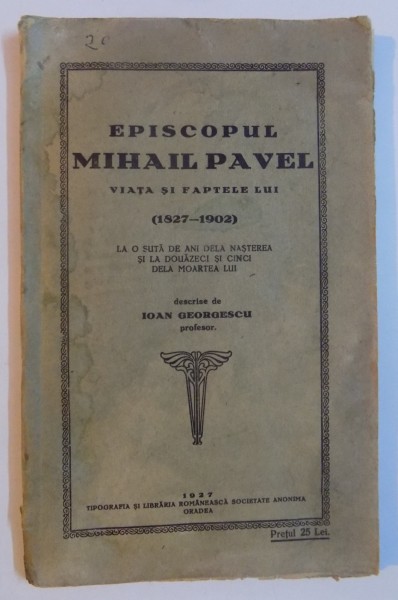 20
EPISCOPUL
MIHAIL PAVEL
VIAȚA ȘI FAPTELE LUI
(1827—1902)
LA O SUTĂ DE ANI DELA NAȘTEREA
ȘI LA DOUĂZECI ȘI CINCI
DELA MOARTEA LUI
descrise de
IOAN GEORGESCU
profesor.
1927
TIPOGRAFIA ȘI LIBRĂRIA ROMÂNEASCĂ SOCIETATE ANONIMA
ORADEA
Prețul 25 Lei.